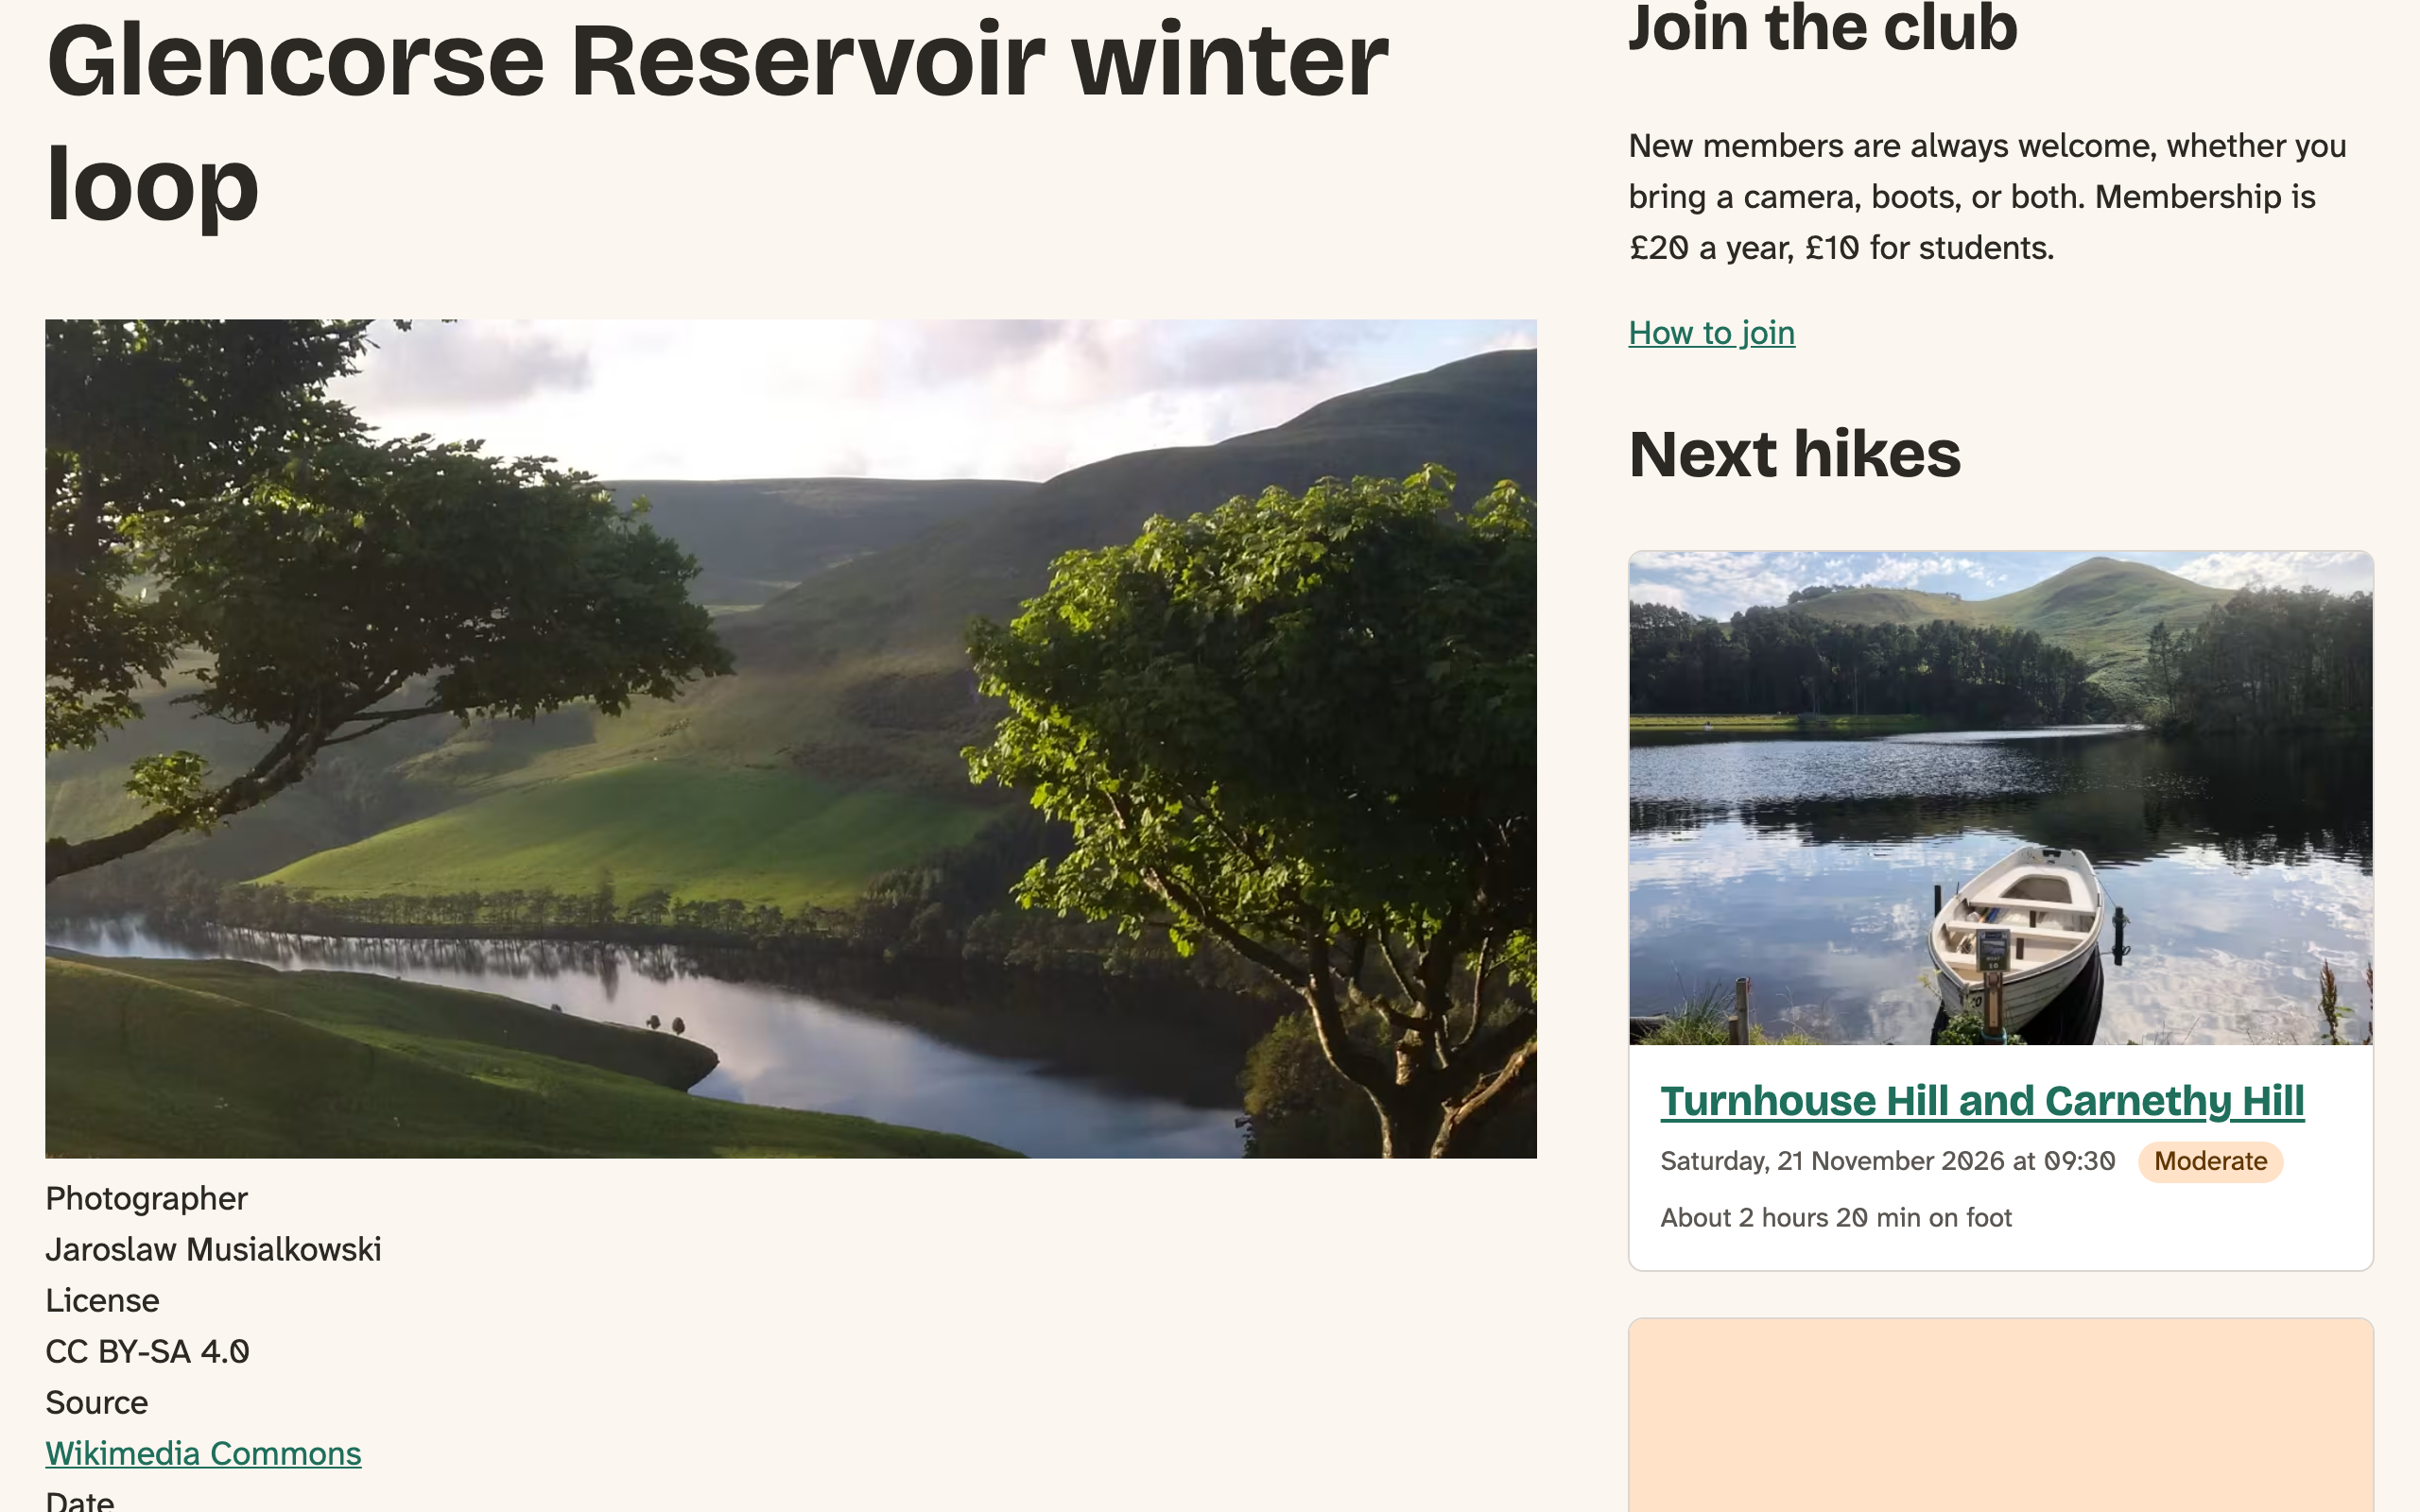 Glencorse Reservoir winter
loop
Photographer
Jaroslaw Musialkowski
License
CC BY-SA 4.0
Source
Wikimedia Commons
Date
Join the club
New members are always welcome, whether you
bring a camera, boots, or both. Membership is
£20 a year, £10 for students.
How to join
Next hikes
Turnhouse Hill and Carnethy Hill
Saturday, 21 November 2026 at 09:30 Moderate
About 2 hours 20 min on foot